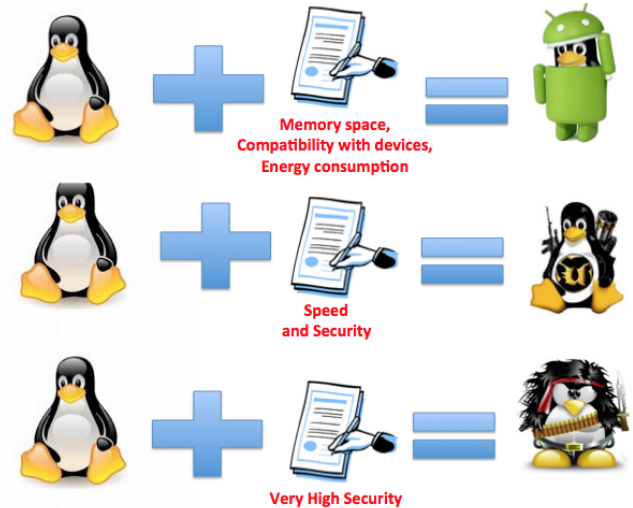 Memory space,
Compatibility with devices,
Energy consumption
Speed
and Security
Very High Security